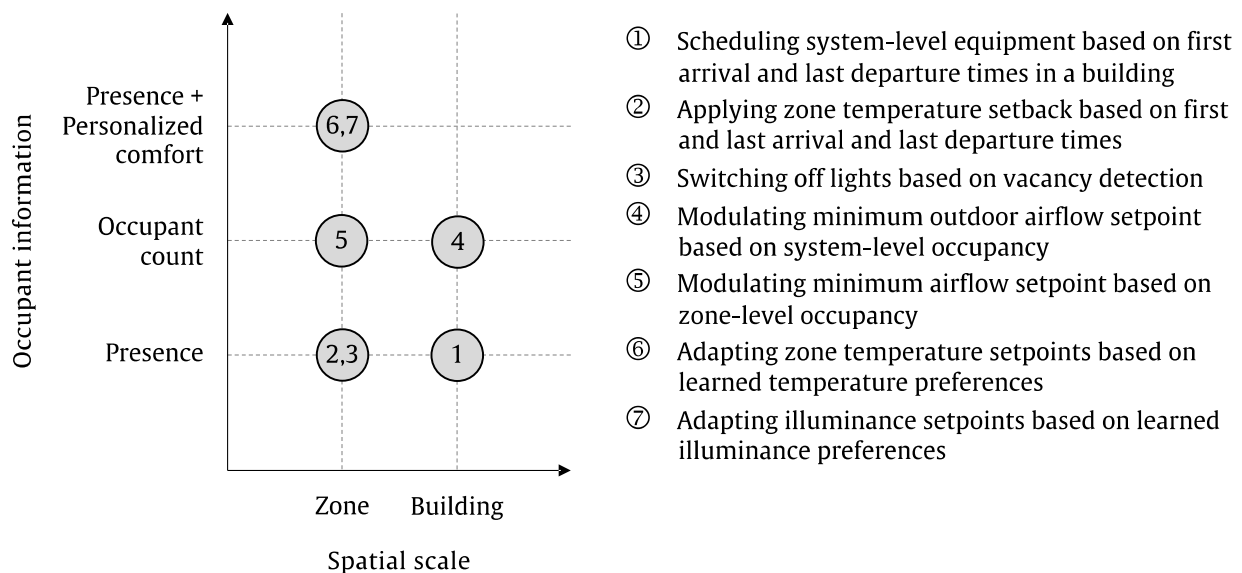 Occupant information
Presence +
Personalized
comfort
Occupant
count
Presence
6,7
5
4
2,3
1
Zone
Building
Spatial scale
① Scheduling system-level equipment based on first
arrival and last departure times in a building
② Applying zone temperature setback based on first
and last arrival and last departure times
③ Switching off lights based on vacancy detection
④ Modulating minimum outdoor airflow setpoint
based on system-level occupancy
⑤ Modulating minimum airflow setpoint based on
zone-level occupancy
⑥ Adapting zone temperature setpoints based on
learned temperature preferences
⑦ Adapting illuminance setpoints based on learned
illuminance preferences